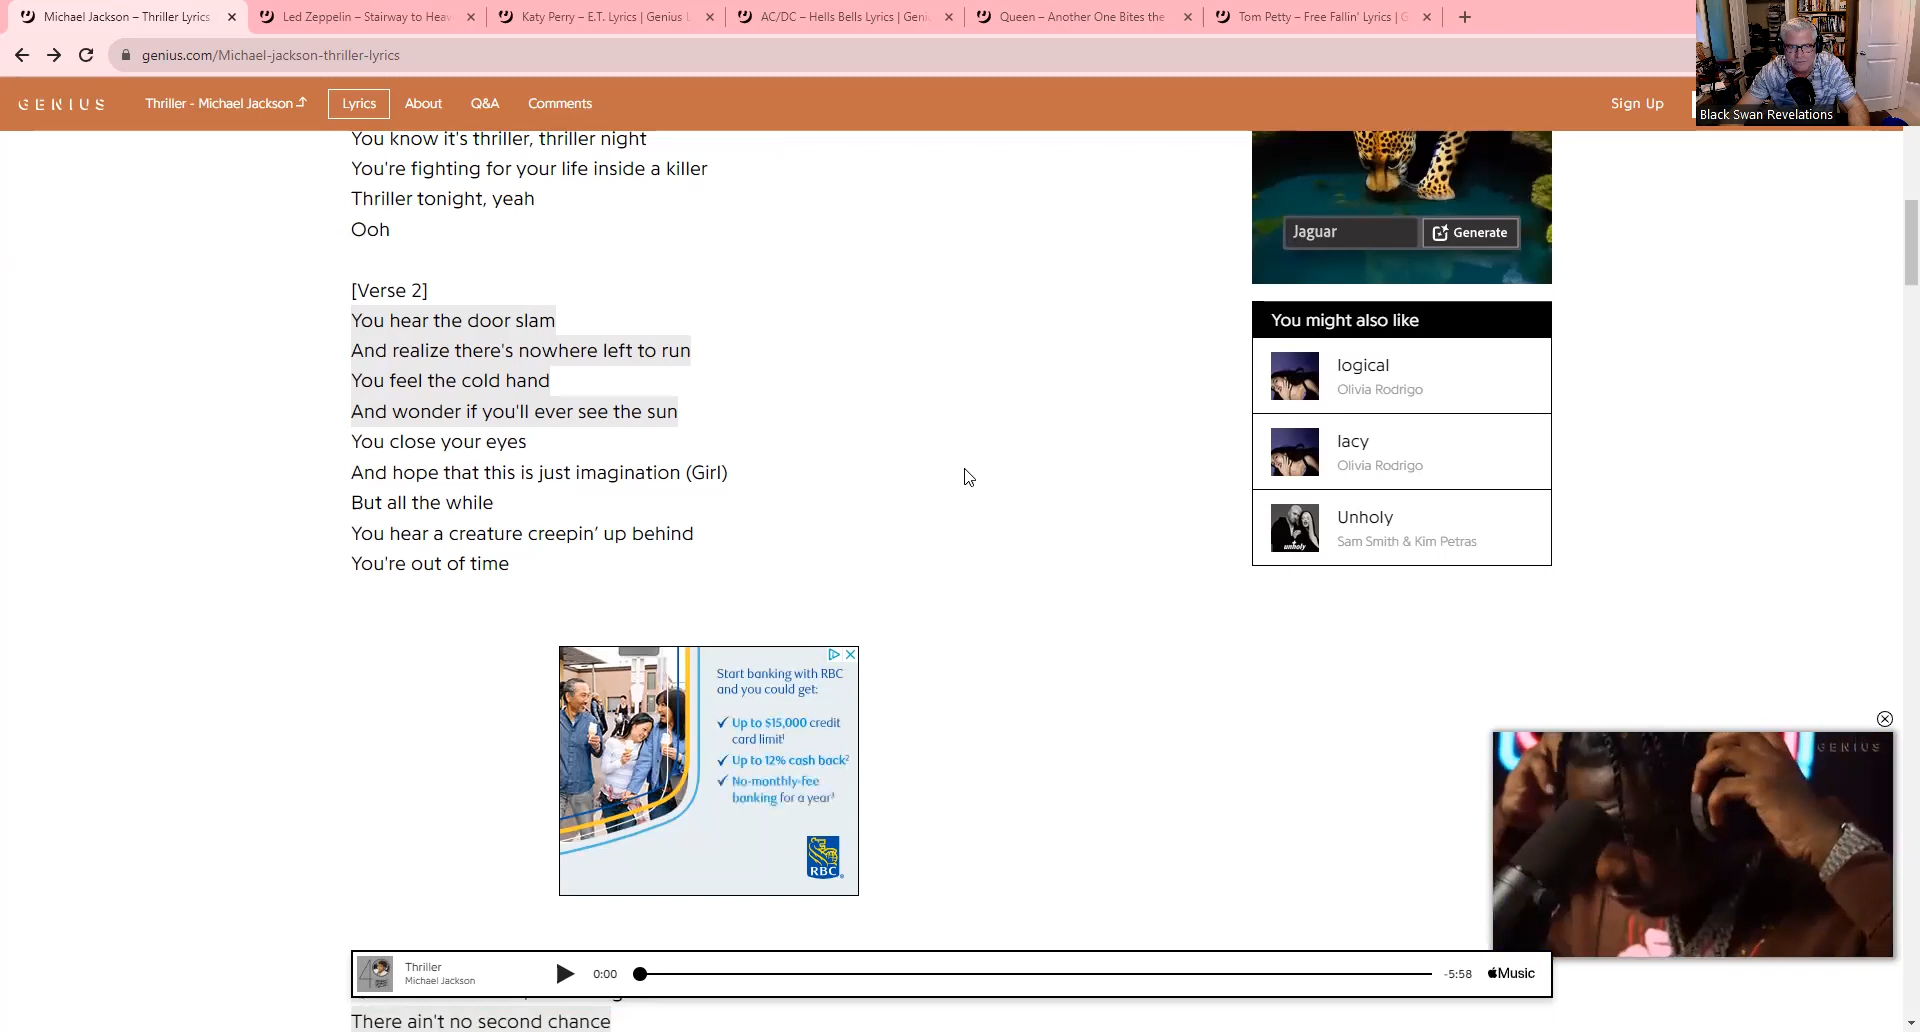 Michael Jackson – Thriller Lyrics
Led Zeppelin – Stairway to Heav
Katy Perry – E.T. Lyrics | Genius L
AC/DC – Hells Bells Lyrics | Geni
Queen – Another One Bites the
Tom Petty – Free Fallin' Lyrics | G
genius.com/Michael-jackson-thriller-lyrics
GENIUS
Thriller - Michael Jackson
Lyrics
About
Q&A
Comments
Sign Up
Black Swan Revelations
You know it's thriller, thriller night
You're fighting for your life inside a killer
Thriller tonight, yeah
Ooh
[Verse 2]
You hear the door slam
And realize there's nowhere left to run
You feel the cold hand
And wonder if you'll ever see the sun
You close your eyes
And hope that this is just imagination (Girl)
But all the while
You hear a creature creepin’ up behind
You're out of time
Jaguar
Generate
You might also like
logical
Olivia Rodrigo
lacy
Olivia Rodrigo
unholy
Unholy
Sam Smith & Kim Petras
Start banking with RBC
and you could get:
Up to $15,000 credit
card limit¹
Up to 12% cash back²
No-monthly-fee
banking for a year³
RBC
GENIUS
Thriller
Michael Jackson
0:00
-5:58
Music
There ain't no second chance